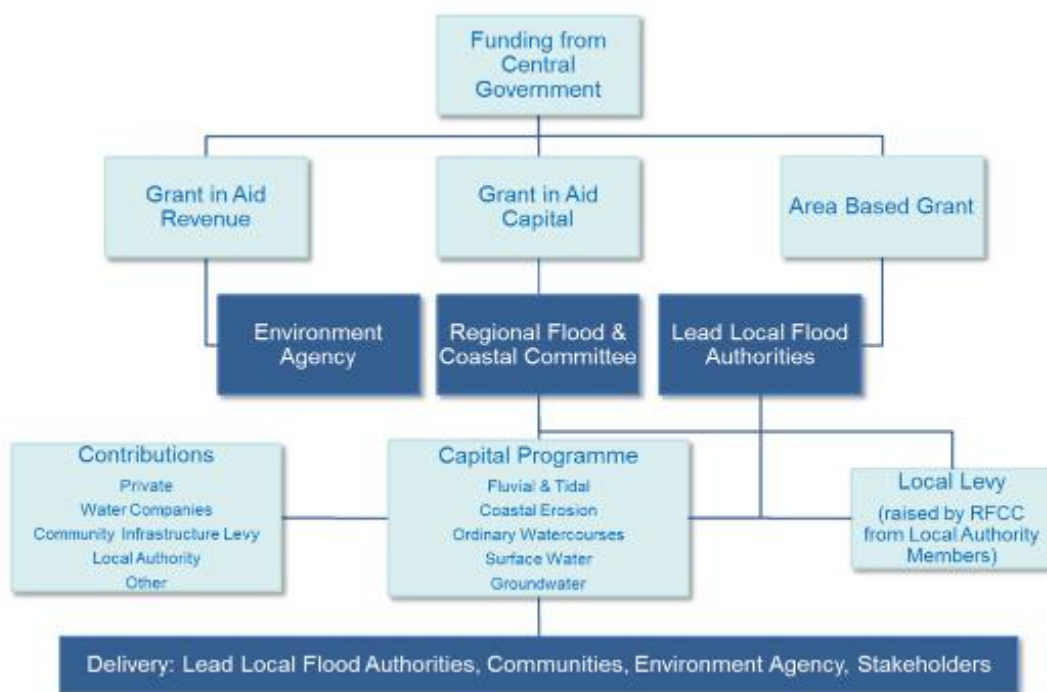 Funding from
Central
Government
Grant in Aid
Revenue
Grant in Aid
Capital
Area Based Grant
Environment
Agency
Regional Flood &
Coastal Committee
Lead Local Flood
Authorities
Contributions
Private
Water Companies
Community Infrastructure Levy
Local Authority
Other
Capital Programme
Fluvial & Tidal
Coastal Erosion
Ordinary Watercourses
Surface Water
Groundwater
Local Levy
(raised by RFCC
from Local Authority
Members)
Delivery: Lead Local Flood Authorities, Communities, Environment Agency, Stakeholders